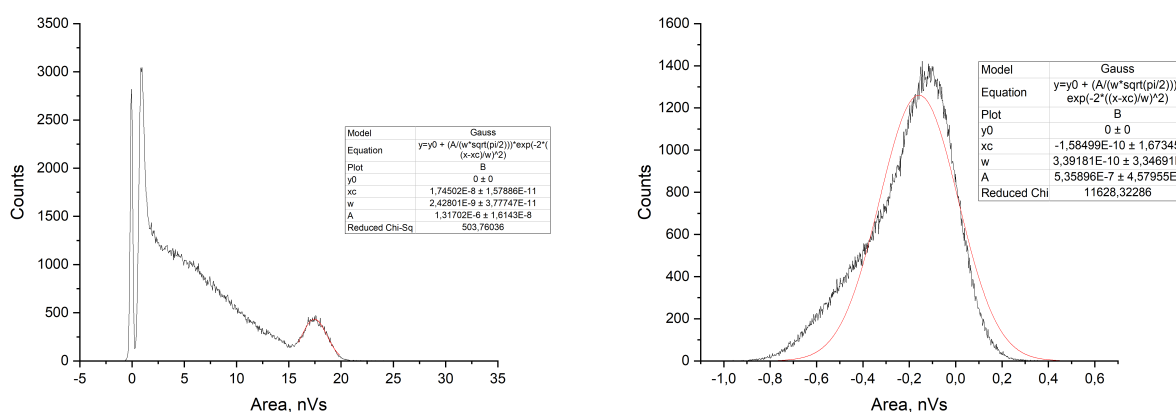 3500
3000
2500
2000
1500
1000
500
0
-5
0
5
10
15
20
25
30
35
Counts
Area, nVs
Model Gauss
Equation y=y0 + (A/(w*sqrt(pi/2)))*exp(-2*(
(x-xc)/w)^2)
Plot B
y0 0 ± 0
xc 1,74502E-8 ± 1,57886E-11
w 2,42801E-9 ± 3,77747E-11
A 1,31702E-6 ± 1,6143E-8
Reduced Chi-Sq 503,76036
1600
1400
1200
1000
800
600
400
200
0
-1,0
-0,8
-0,6
-0,4
-0,2
0,0
0,2
0,4
0,6
Counts
Area, nVs
Model Gauss
Equation y=y0 + (A/(w*sqrt(pi/2)))
exp(-2*((x-xc)/w)^2)
Plot B
y0 0 ± 0
xc -1,58499E-10 ± 1,67345
w 3,39181E-10 ± 3,34691
A 5,35896E-7 ± 4,57955E
Reduced Chi 11628,32286